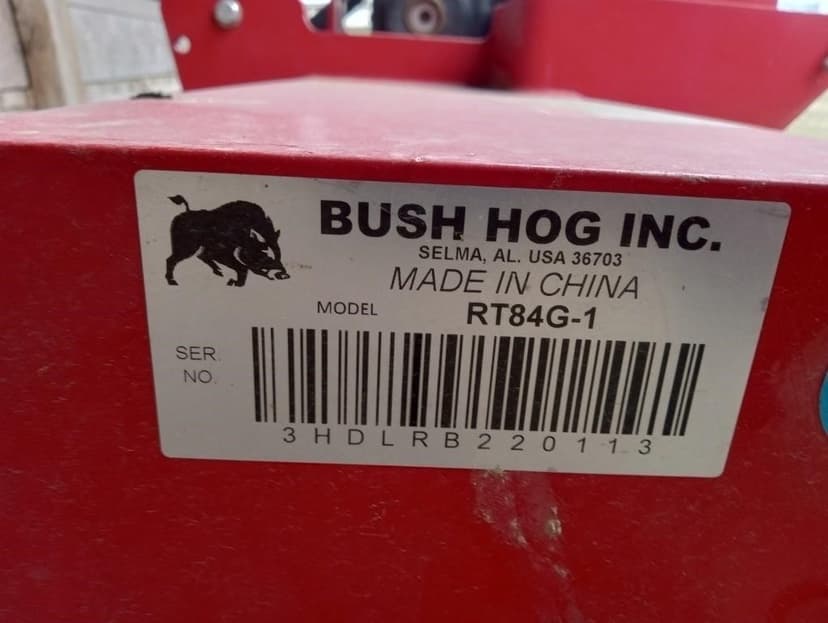 BUSH HOG INC.
SELMA, AL. USA 36703
MADE IN CHINA
MODEL RT84G-1
SER.
NO.
3HDLRB220113